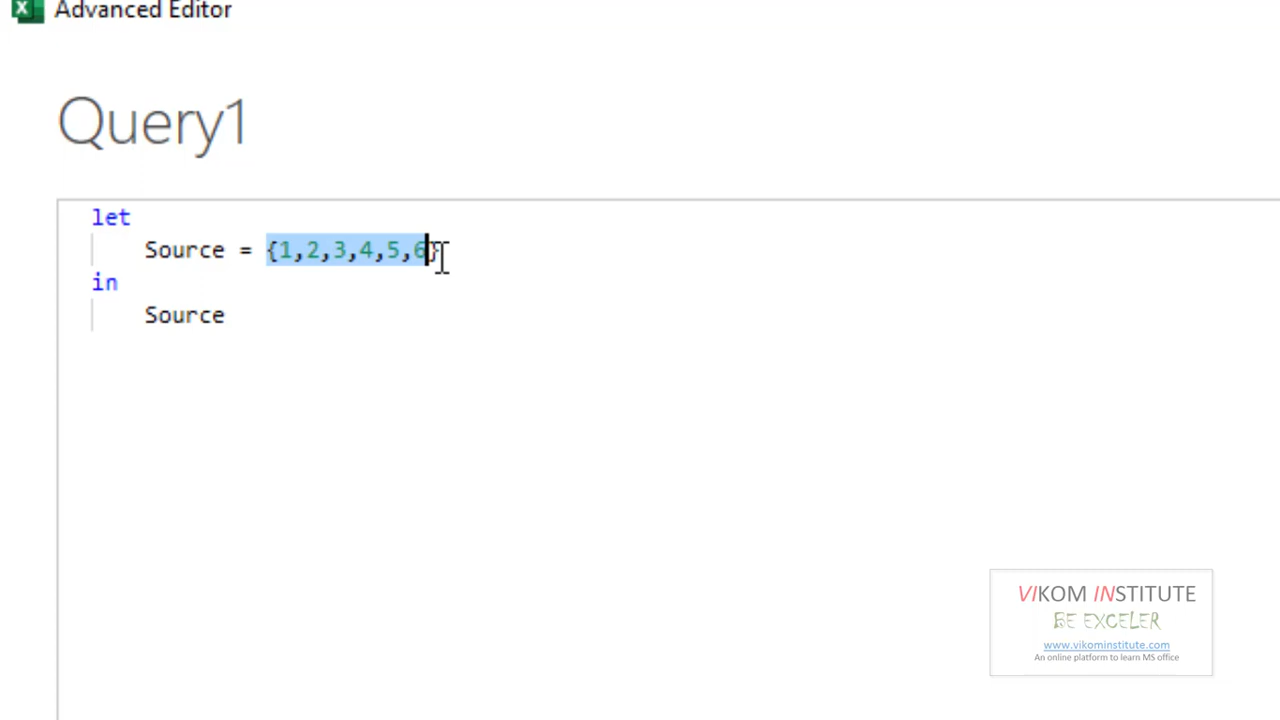 Advanced Editor
Query1
let
Source = {1,2,3,4,5,6}
in
Source
VIKOM INSTITUTE
BE EXCELER
www.vikominstitute.com
An online platform to learn MS office